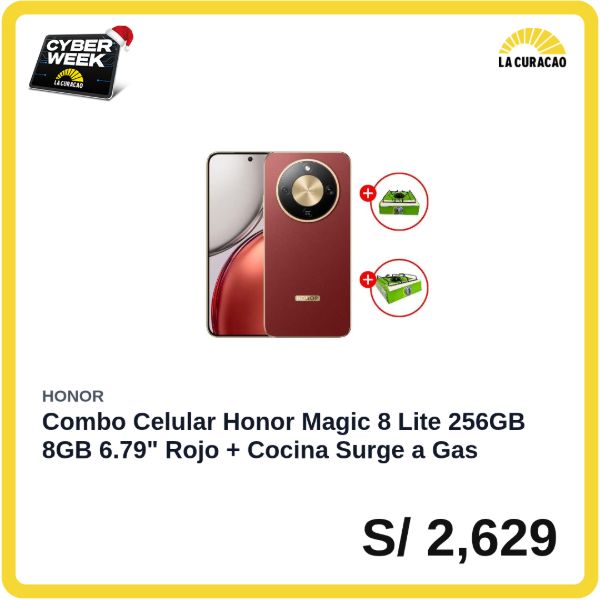 CYBER
WEEK
LA CURACAO
LA CURACAO
HONOR
HONOR
Combo Celular Honor Magic 8 Lite 256GB
8GB 6.79" Rojo + Cocina Surge a Gas
S/ 2,629